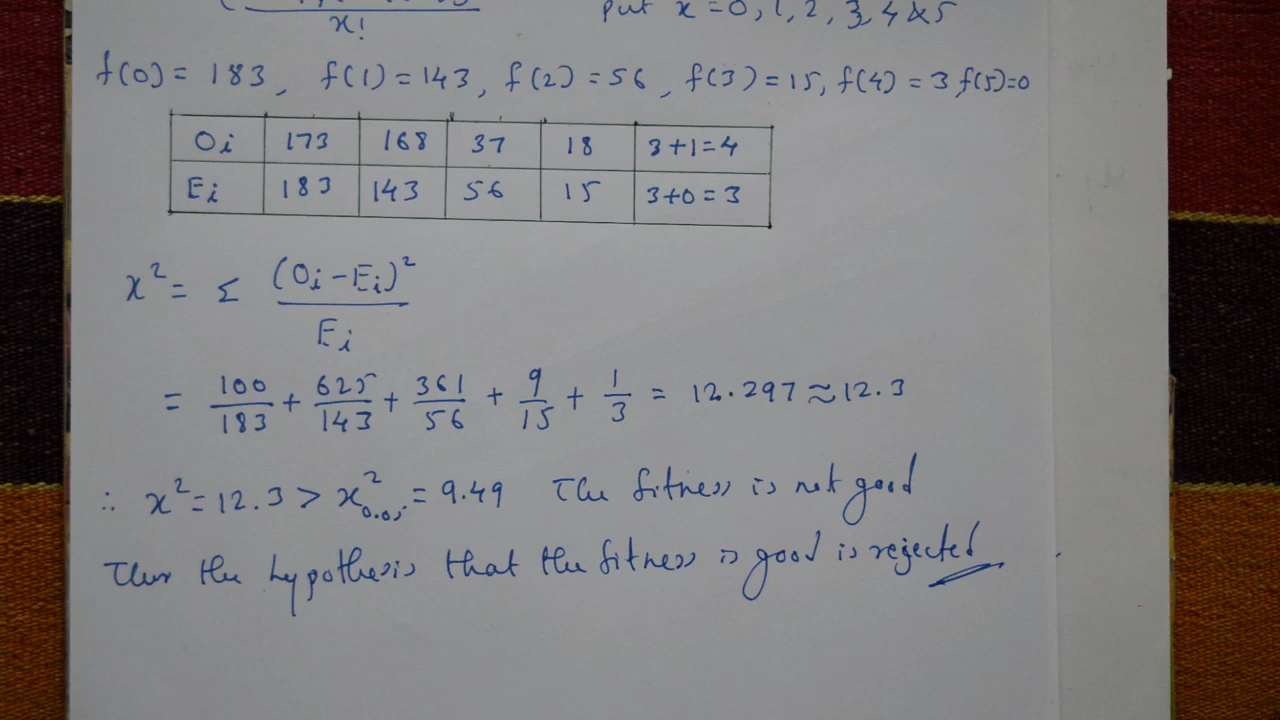 x!
put x = 0, 1, 2, 3, 4 & 5
f(0) = 183, f(1) = 143, f(2) = 56, f(3) = 15, f(4) = 3 f(5)=0
Oi 173 168 37 18 3+1=4
Ei 183 143 56 15 3+0=3
x² = Σ (Oi - Ei)² / Ei
= 100/183 + 625/143 + 361/56 + 9/15 + 1/3 = 12.297 ≈ 12.3
∴ x² = 12.3 > x²0.05 = 9.49 The fitness is not good
Thus the hypothesis that the fitness is good is rejected